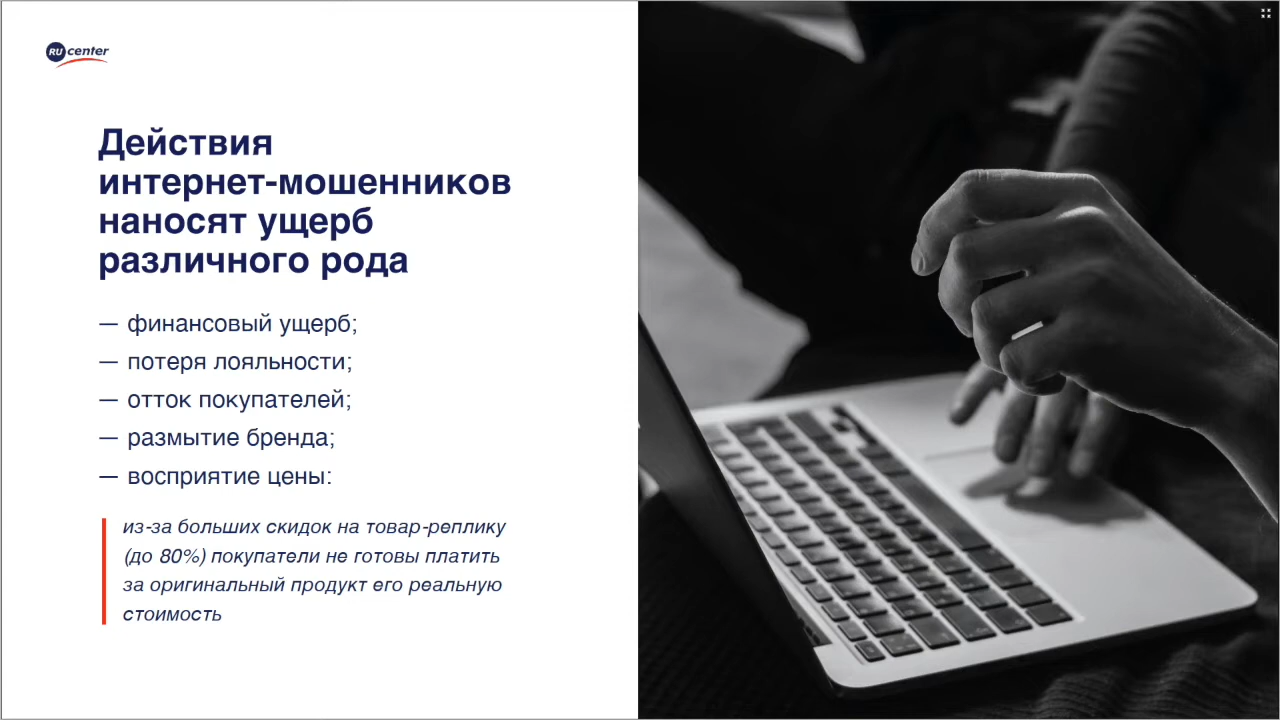 RU center
Действия
интернет-мошенников
наносят ущерб
различного рода
— финансовый ущерб;
— потеря лояльности;
— отток покупателей;
— размытие бренда;
— восприятие цены:
из-за больших скидок на товар-реплику
(до 80%) покупатели не готовы платить
за оригинальный продукт его реальную
стоимость